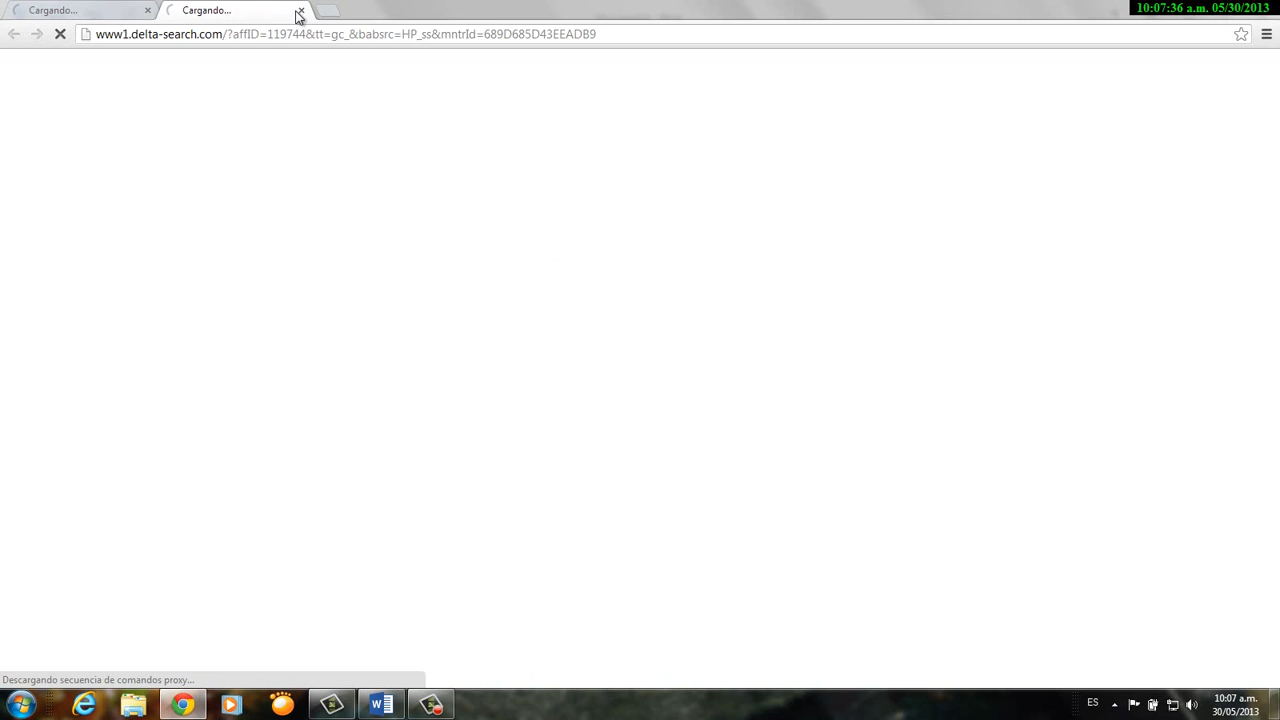 Cargando...
Cargando...
10:07:36 a.m. 05/30/2013
www1.delta-search.com/?affID=119744&tt=gc_&babsrc=HP_ss&mntrId=689D685D43EEADB9
Descargando secuencia de comandos proxy...
ES
10:07 a.m.
30/05/2013